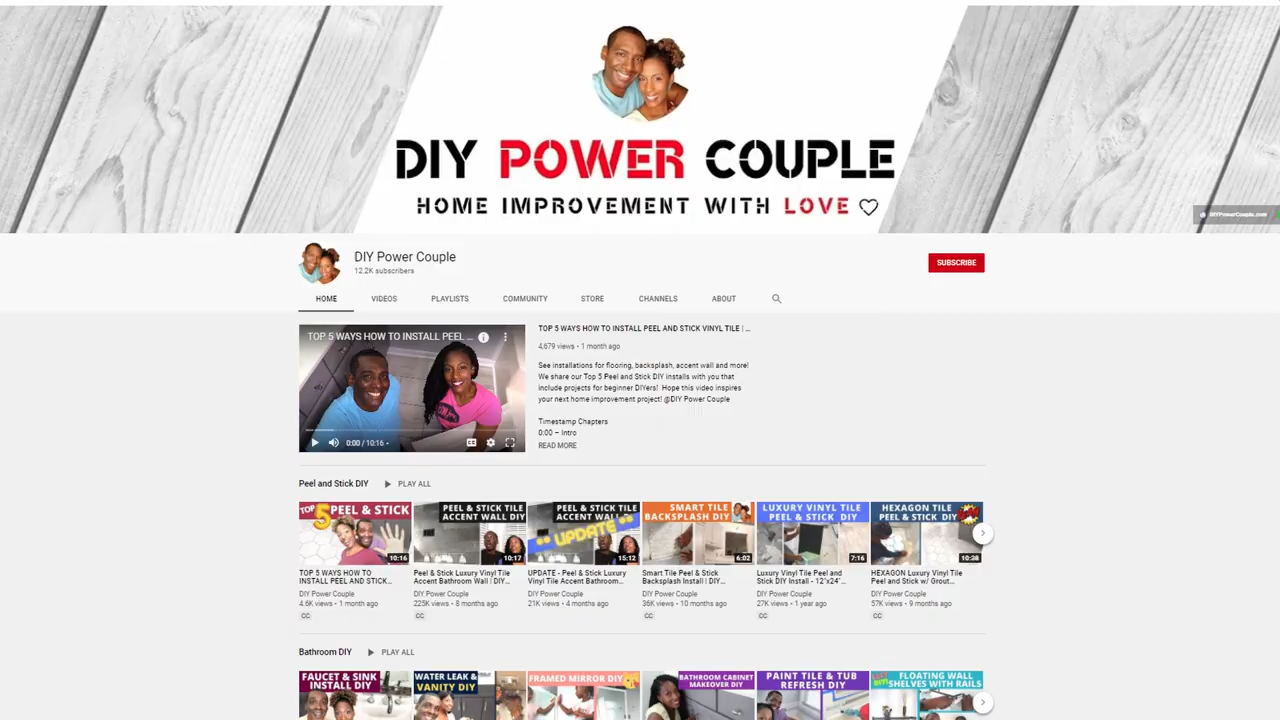 DIY POWER COUPLE
HOME IMPROVEMENT WITH LOVE
DIYPowerCouple.com
DIY Power Couple
12.2K subscribers
SUBSCRIBE
HOME VIDEOS PLAYLISTS COMMUNITY STORE CHANNELS ABOUT
TOP 5 WAYS HOW TO INSTALL PEEL ...
0:00 / 10:16
TOP 5 WAYS HOW TO INSTALL PEEL AND STICK VINYL TILE | ...
4,679 views • 1 month ago
See installations for flooring, backsplash, accent wall and more!
We share our Top 5 Peel and Stick DIY installs with you that
include projects for beginner DIYers! Hope this video inspires
your next home improvement project! @DIY Power Couple
Timestamp Chapters
0:00 – Intro
READ MORE
Peel and Stick DIY PLAY ALL
TOP 5 PEEL & STICK
10:16
PEEL & STICK TILE
ACCENT WALL DIY
10:17
PEEL & STICK TILE
ACCENT WALL DIY
UPDATE
15:12
SMART TILE
BACKSPLASH DIY
6:02
LUXURY VINYL TILE
PEEL & STICK DIY
7:16
HEXAGON TILE
PEEL & STICK DIY
10:38
TOP 5 WAYS HOW TO
INSTALL PEEL AND STICK...
DIY Power Couple
4.6K views • 1 month ago
CC
Peel & Stick Luxury Vinyl Tile
Accent Bathroom Wall | DIY...
DIY Power Couple
225K views • 8 months ago
CC
UPDATE - Peel & Stick Luxury
Vinyl Tile Accent Bathroom...
DIY Power Couple
21K views • 4 months ago
Smart Tile Peel & Stick
Backsplash Install | DIY...
DIY Power Couple
36K views • 10 months ago
CC
Luxury Vinyl Tile Peel and
Stick DIY Install - 12"x24"...
DIY Power Couple
27K views • 1 year ago
CC
HEXAGON Luxury Vinyl Tile
Peel and Stick w/ Grout...
DIY Power Couple
57K views • 9 months ago
CC
Bathroom DIY PLAY ALL
FAUCET & SINK
INSTALL DIY
WATER LEAK &
VANITY DIY
FRAMED MIRROR DIY
BATHROOM CABINET
MAKEOVER DIY
PAINT TILE & TUB
REFRESH DIY
FLOATING WALL
SHELVES WITH RAILS